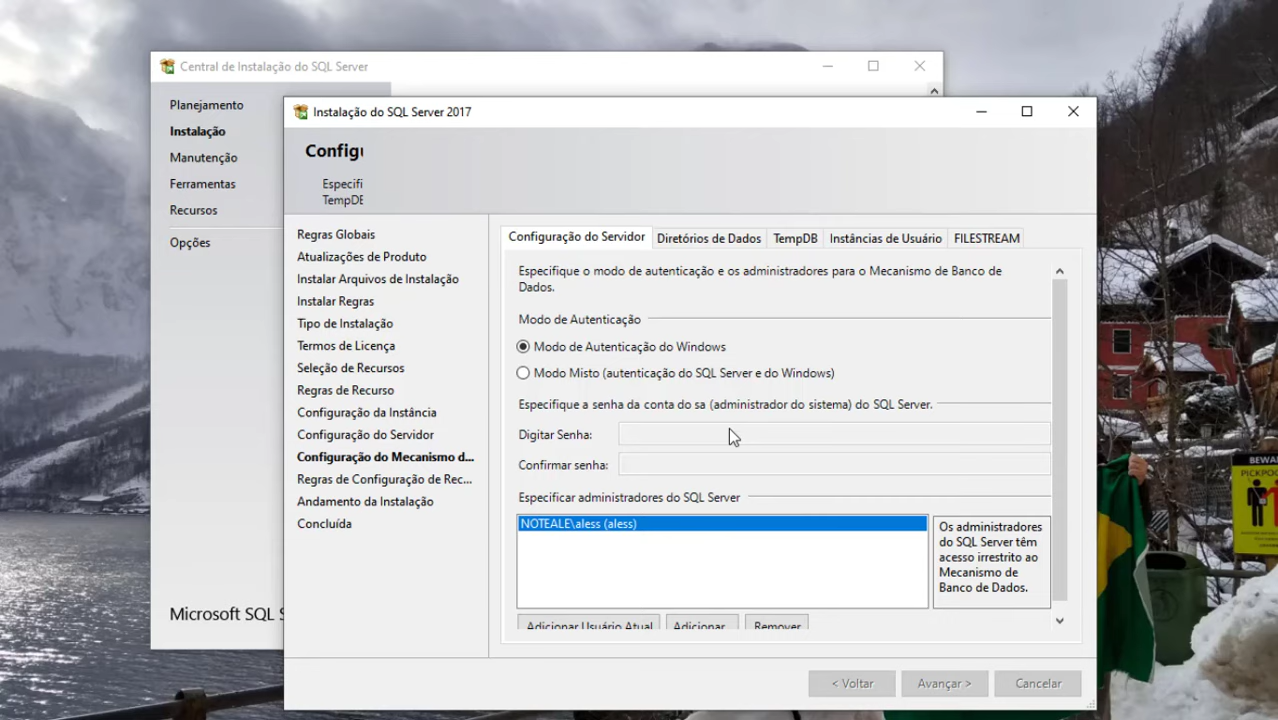 Central de Instalação do SQL Server
Planejamento
Instalação
Manutenção
Ferramentas
Recursos
Opções
Microsoft SQL S
Instalação do SQL Server 2017
Config
Especifi
TempDB
Regras Globais
Atualizações de Produto
Instalar Arquivos de Instalação
Instalar Regras
Tipo de Instalação
Termos de Licença
Seleção de Recursos
Regras de Recurso
Configuração da Instância
Configuração do Servidor
Configuração do Mecanismo d...
Regras de Configuração de Rec...
Andamento da Instalação
Concluída
Configuração do Servidor
Diretórios de Dados
TempDB
Instâncias de Usuário
FILESTREAM
Especifique o modo de autenticação e os administradores para o Mecanismo de Banco de
Dados.
Modo de Autenticação
Modo de Autenticação do Windows
Modo Misto (autenticação do SQL Server e do Windows)
Especifique a senha da conta do sa (administrador do sistema) do SQL Server.
Digitar Senha:
Confirmar senha:
Especificar administradores do SQL Server
NOTEALE\aless (aless)
Os administradores
do SQL Server têm
acesso irrestrito ao
Mecanismo de
Banco de Dados.
Adicionar Usuário Atual
Adicionar...
Remover
< Voltar
Avançar >
Cancelar
BEWA
PICKPOC